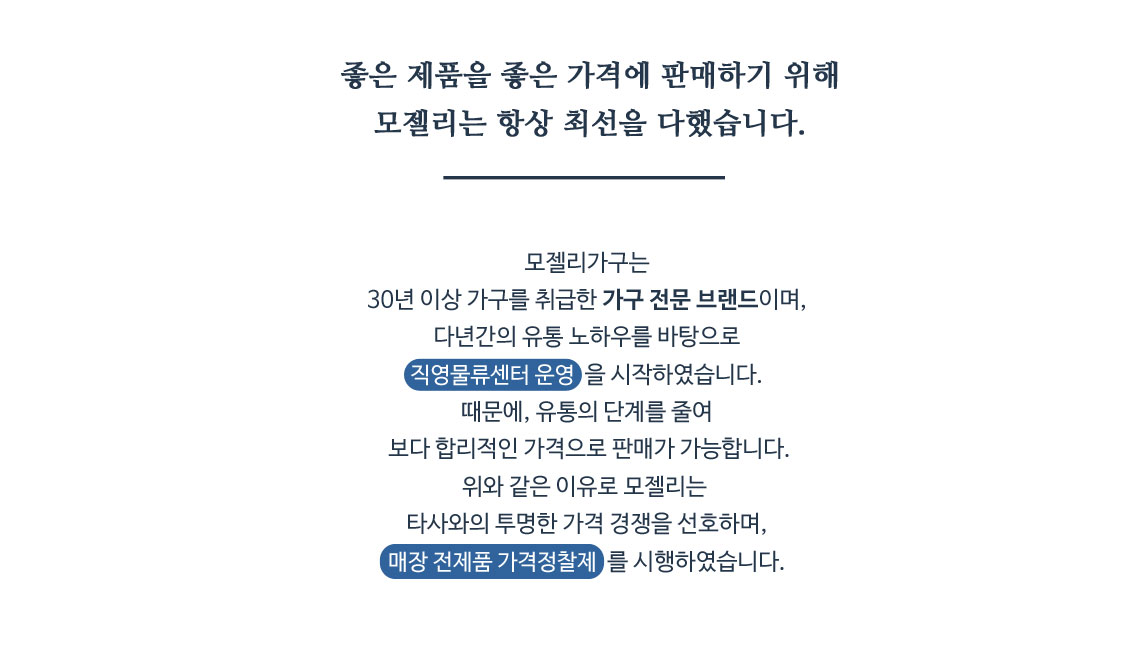 좋은 제품을 좋은 가격에 판매하기 위해
모젤리는 항상 최선을 다했습니다.
모젤리가구는
30년 이상 가구를 취급한 가구 전문 브랜드이며,
다년간의 유통 노하우를 바탕으로
직영물류센터 운영을 시작하였습니다.
때문에, 유통의 단계를 줄여
보다 합리적인 가격으로 판매가 가능합니다.
위와 같은 이유로 모젤리는
타사와의 투명한 가격 경쟁을 선호하며,
매장 전제품 가격정찰제를 시행하였습니다.